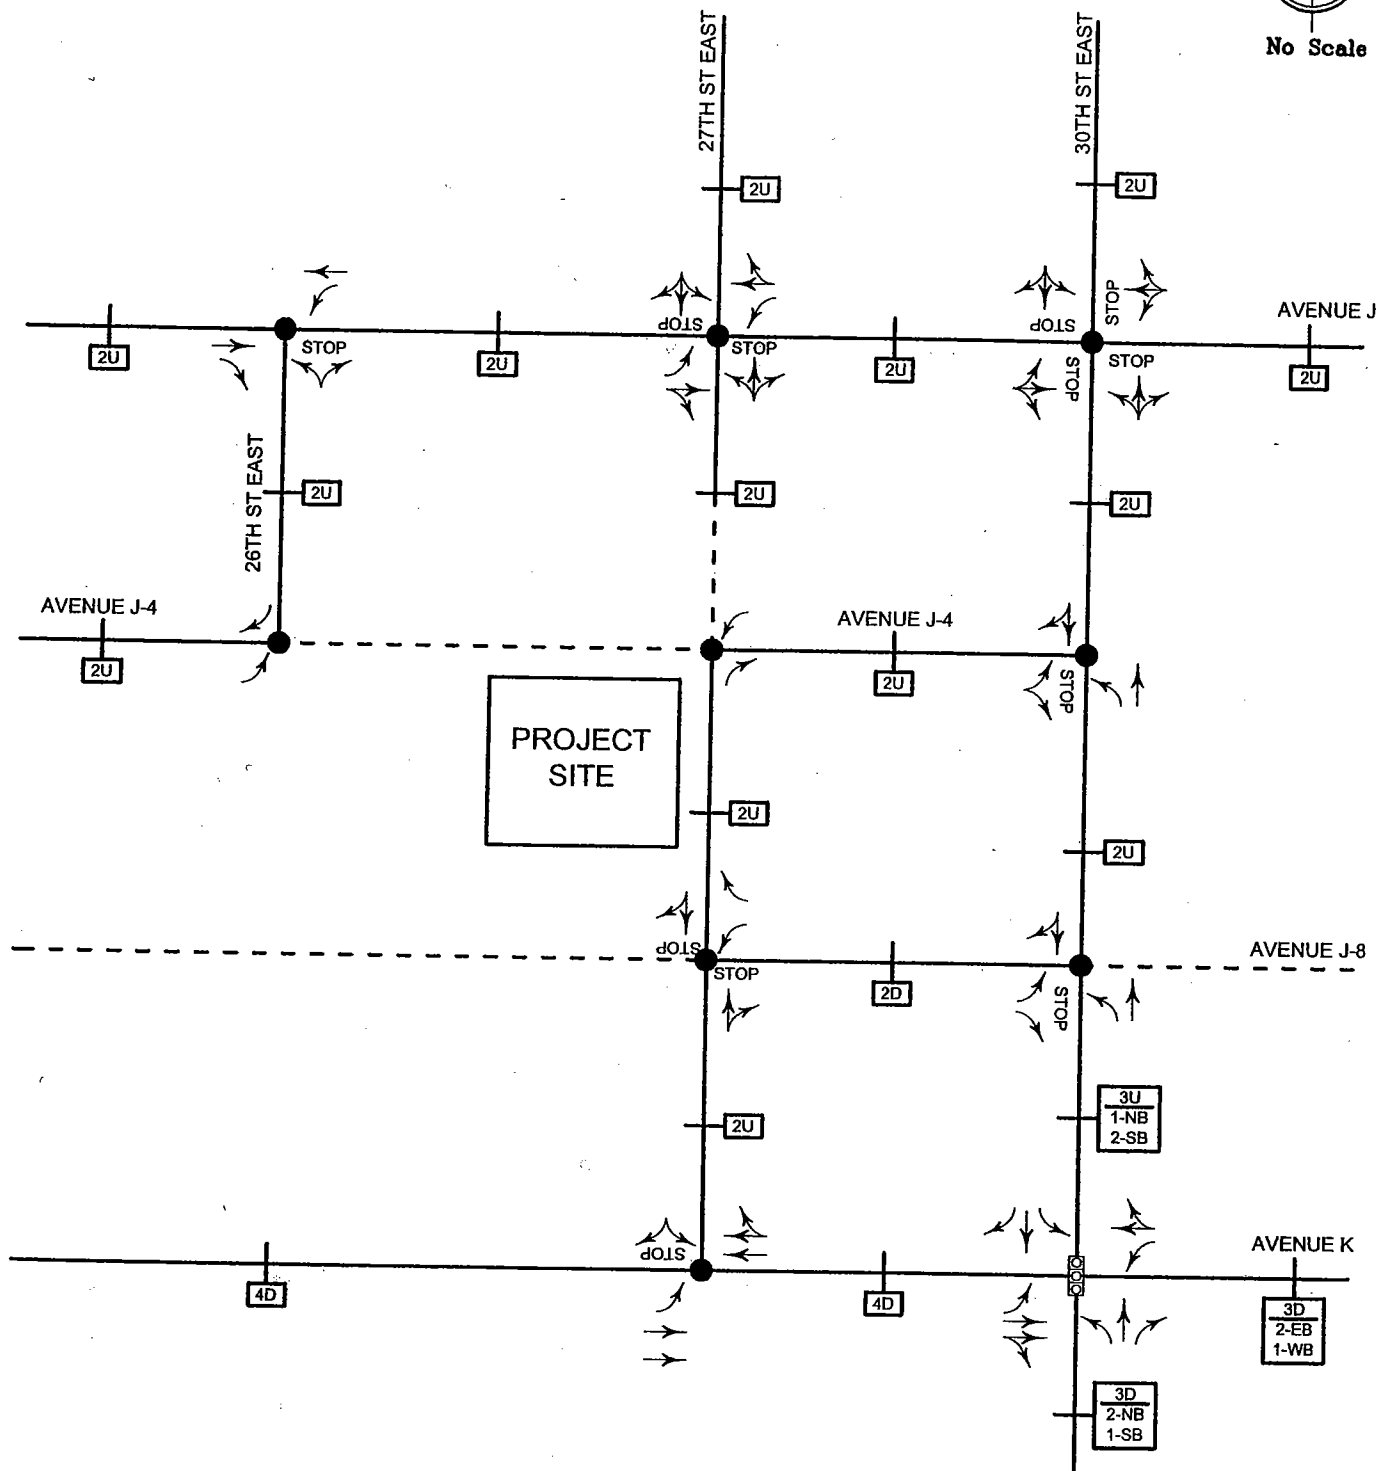 No Scale
27TH ST EAST
30TH ST EAST
2U
2U
AVENUE J
STOP
STOP
STOP
STOP
STOP
STOP
STOP
2U
2U
2U
2U
26TH ST EAST
2U
2U
2U
AVENUE J-4
AVENUE J-4
2U
2U
STOP
PROJECT
SITE
2U
2U
STOP
STOP
2D
STOP
AVENUE J-8
3U
1-NB
2-SB
2U
STOP
AVENUE K
4D
4D
3D
2-EB
1-WB
3D
2-NB
1-SB